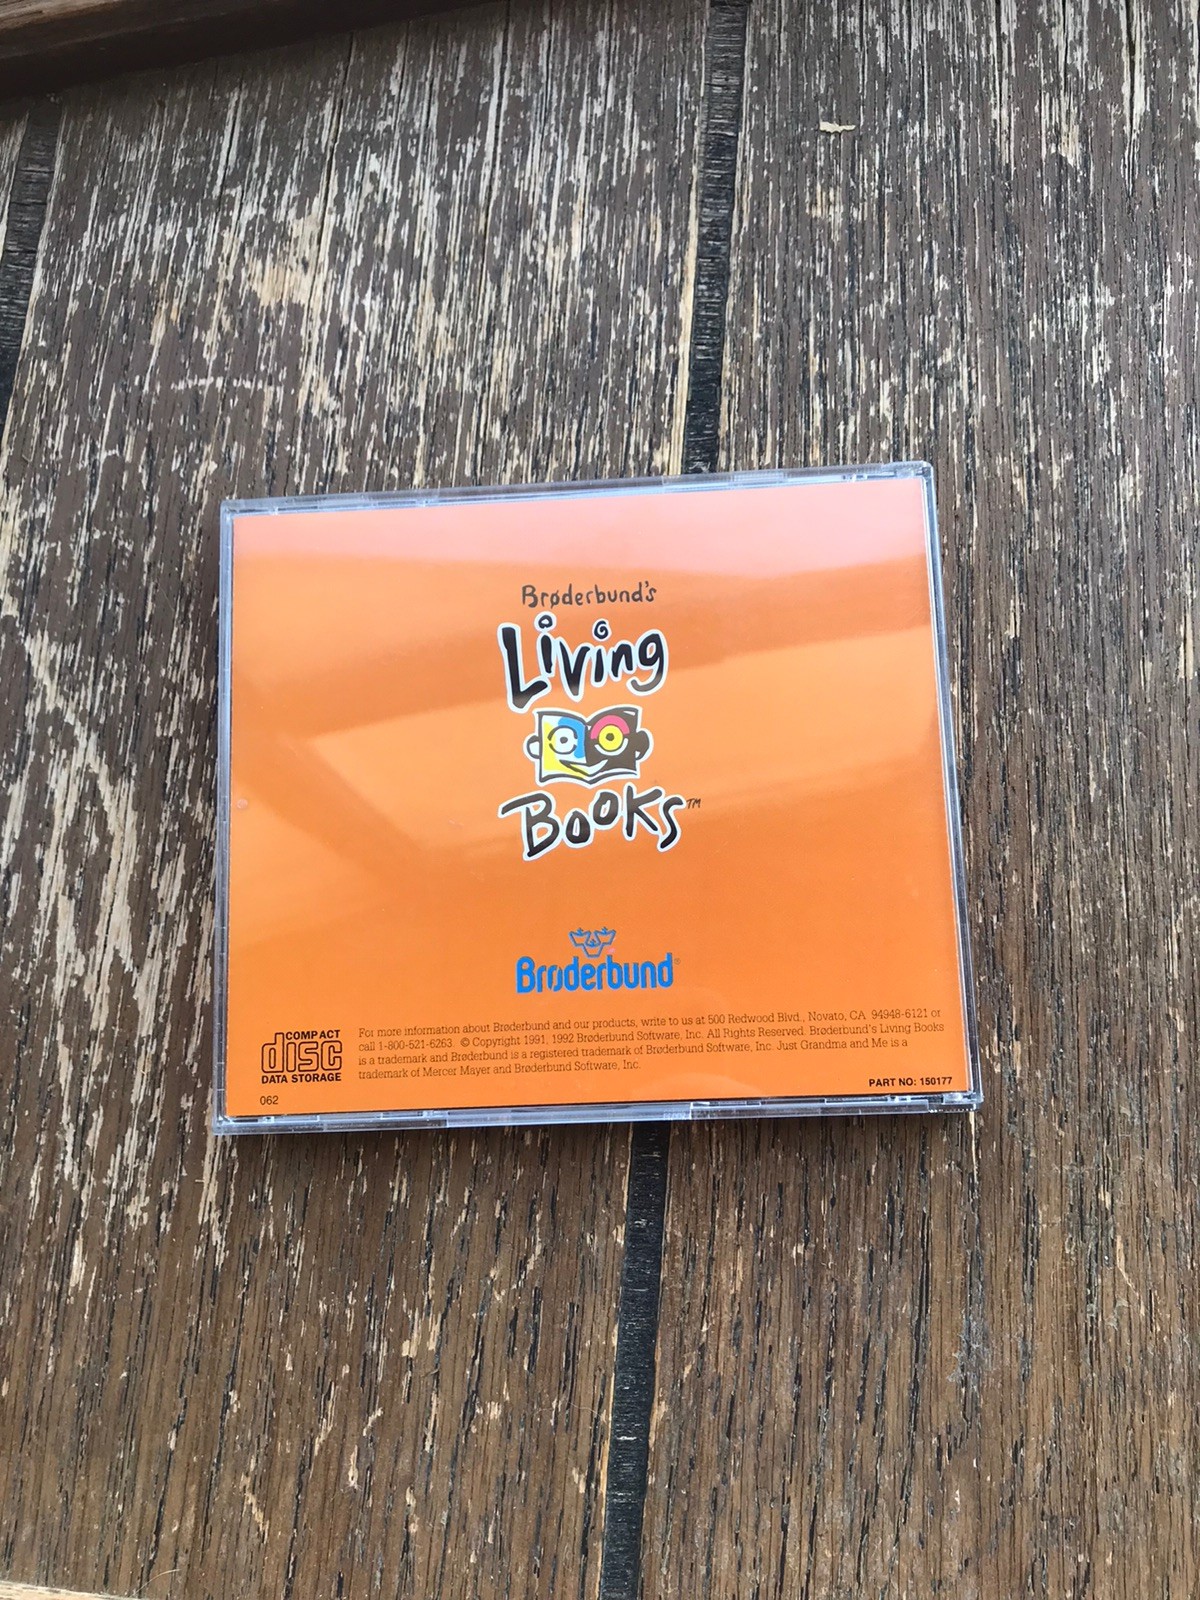 Brøderbund's
Living
Books™
Brøderbund
COMPACT
disc
DATA STORAGE
For more information about Brøderbund and our products, write to us at 500 Redwood Blvd., Novato, CA 94948-6121 or
call 1-800-521-6263. © Copyright 1991, 1992 Brøderbund Software, Inc. All Rights Reserved. Brøderbund's Living Books
is a trademark and Brøderbund is a registered trademark of Brøderbund Software, Inc. Just Grandma and Me is a
trademark of Mercer Mayer and Brøderbund Software, Inc.
062
PART NO: 150177